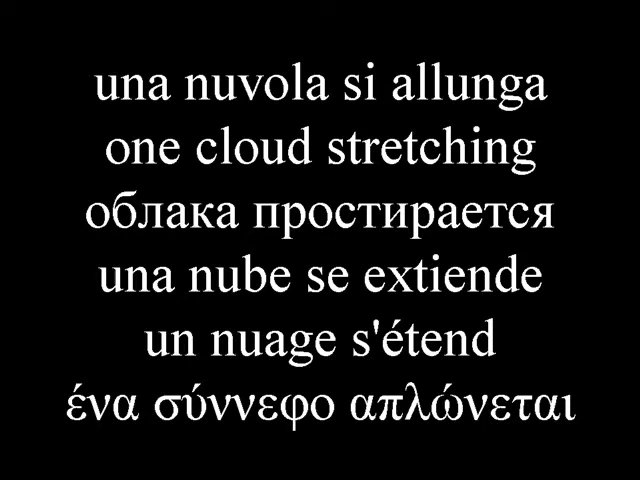 una nuvola si allunga
one cloud stretching
облака простирается
una nube se extiende
un nuage s'étend
ένα σύννεφο απλώνεται